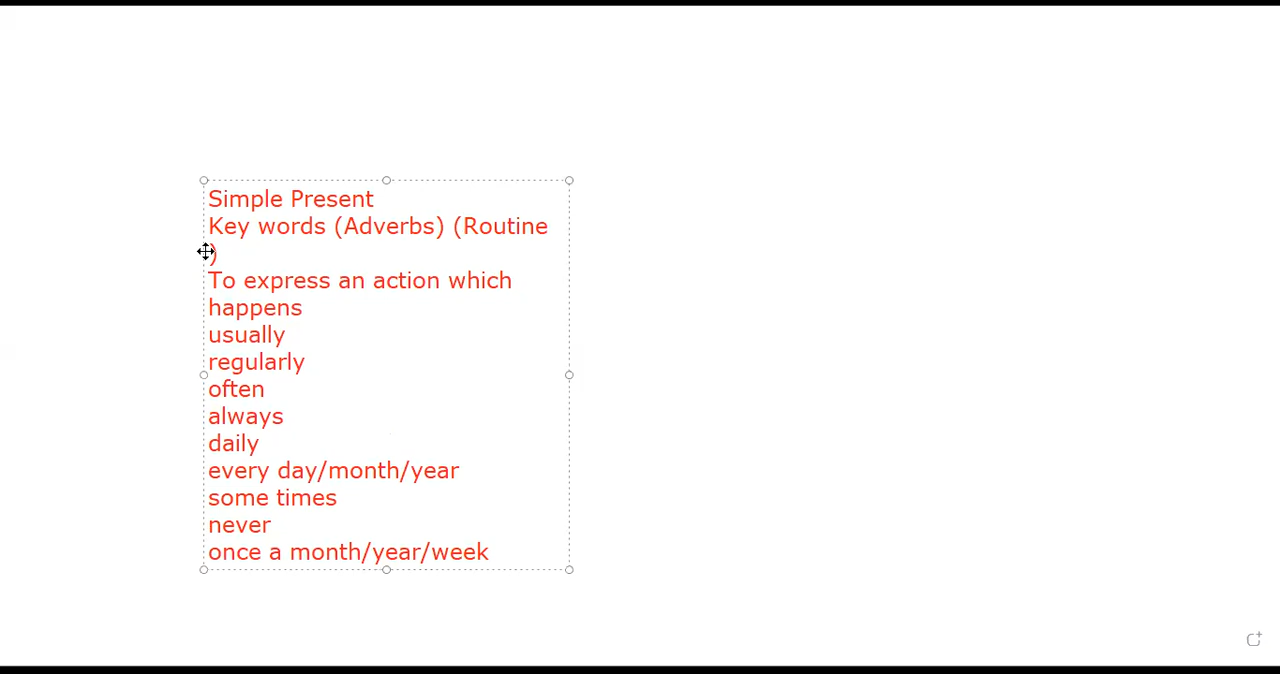 Simple Present
Key words (Adverbs) (Routine
)
To express an action which
happens
usually
regularly
often
always
daily
every day/month/year
some times
never
once a month/year/week